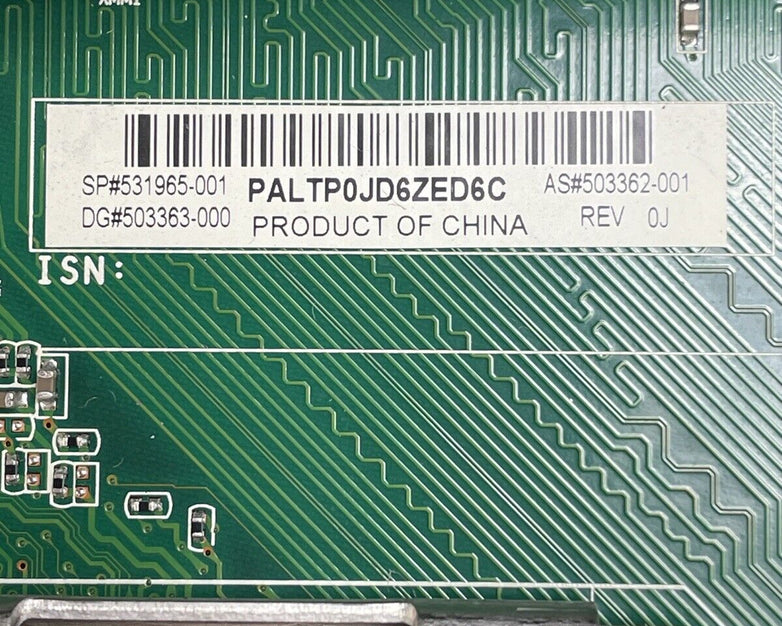 SP#531965-001 PALTP0JD6ZED6C AS#503362-001
DG#503363-000 PRODUCT OF CHINA REV 0J
ISN: